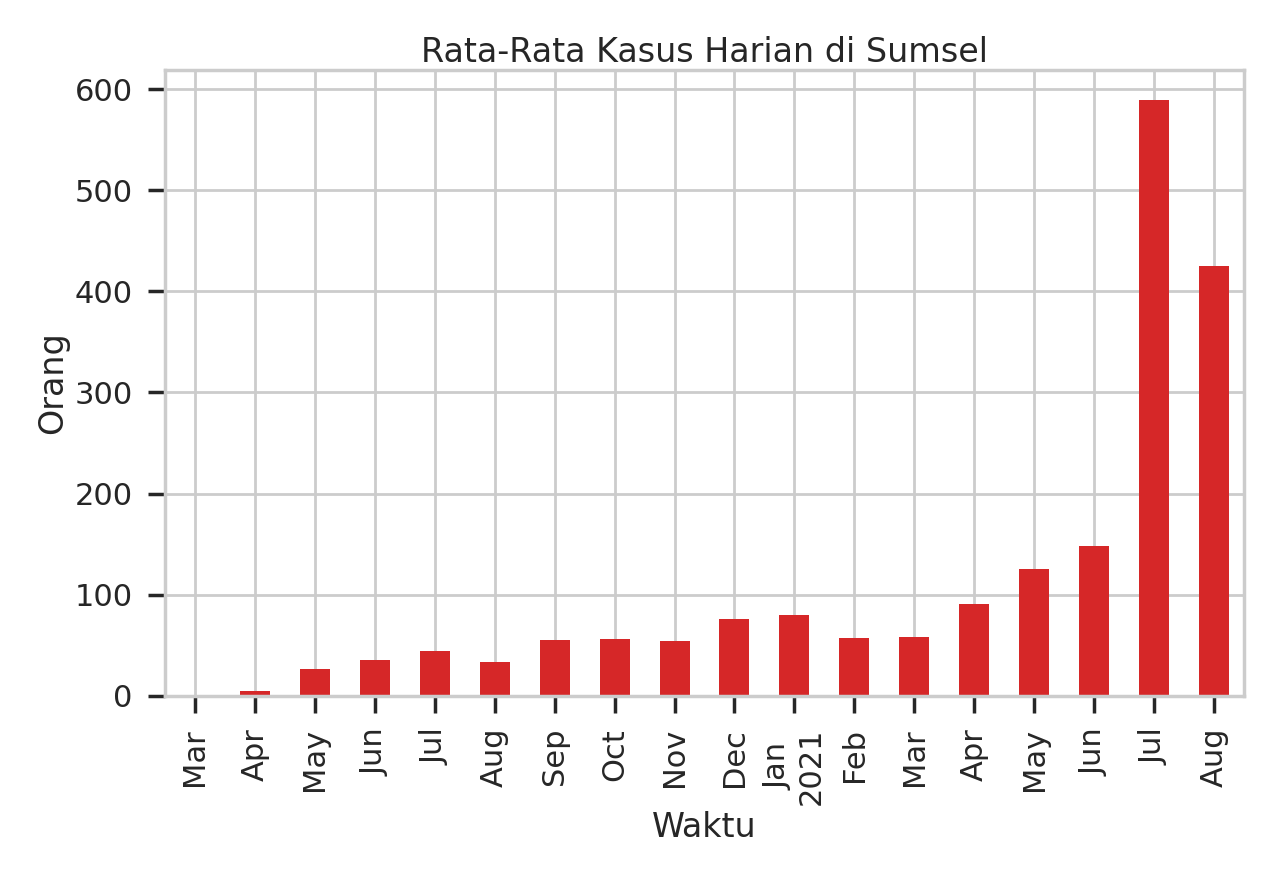 Rata-Rata Kasus Harian di Sumsel
600
500
400
300
200
100
0
Orang
Mar
Apr
May
Jun
Jul
Aug
Sep
Oct
Nov
Dec
Jan
2021
Feb
Mar
Apr
May
Jun
Jul
Aug
Waktu